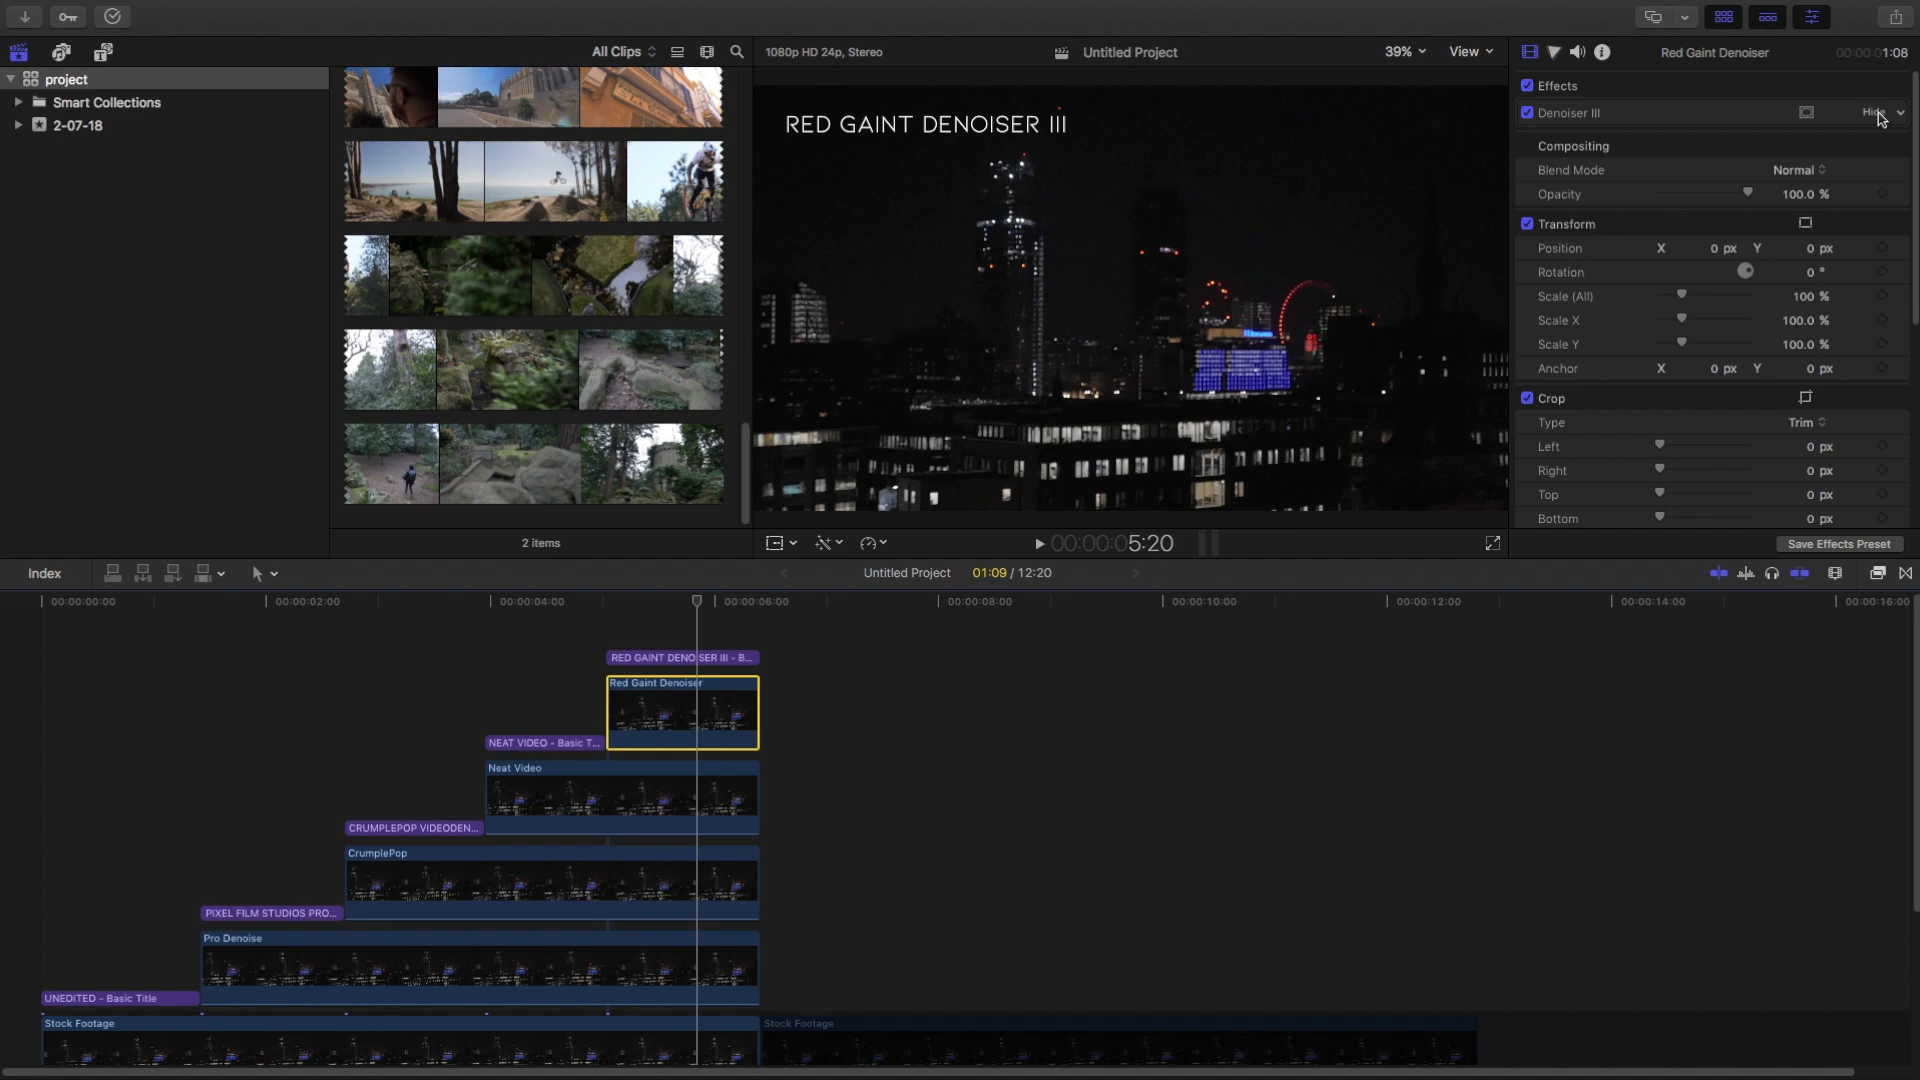 All Clips
1080p HD 24p, Stereo
Untitled Project
39%
View
Red Gaint Denoiser
00:00:01:08
project
Smart Collections
2-07-18
2 items
RED GAINT DENOISER III
00:00:05:20
Effects
Denoiser III
Hide
Compositing
Blend Mode Normal
Opacity 100.0 %
Transform
Position X 0 px Y 0 px
Rotation 0 °
Scale (All) 100 %
Scale X 100.0 %
Scale Y 100.0 %
Anchor X 0 px Y 0 px
Crop
Type Trim
Left 0 px
Right 0 px
Top 0 px
Bottom 0 px
Save Effects Preset
Index
Untitled Project 01:09 / 12:20
00:00:00:00 00:00:02:00 00:00:04:00 00:00:06:00 00:00:08:00 00:00:10:00 00:00:12:00 00:00:14:00 00:00:16:00
RED GAINT DENOISER III - B...
Red Gaint Denoiser
NEAT VIDEO - Basic T...
Neat Video
CRUMPLEPOP VIDEODEN...
CrumplePop
PIXEL FILM STUDIOS PRO...
Pro Denoise
UNEDITED - Basic Title
Stock Footage
Stock Footage